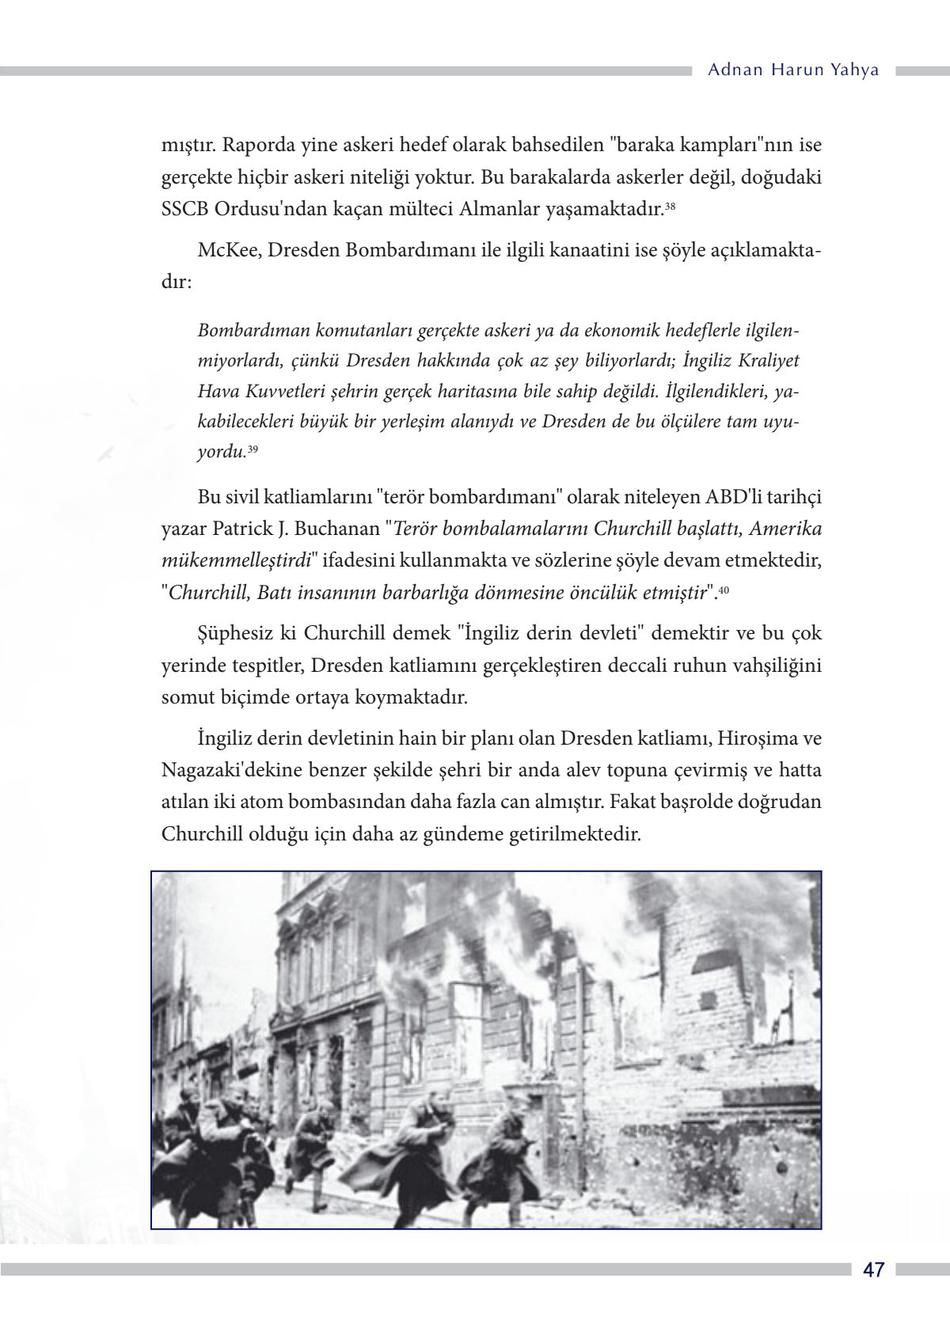 Adnan Harun Yahya
mıştır. Raporda yine askeri hedef olarak bahsedilen "baraka kampları"nın ise
gerçekte hiçbir askeri niteliği yoktur. Bu barakalarda askerler değil, doğudaki
SSCB Ordusu'ndan kaçan mülteci Almanlar yaşamaktadır.38
McKee, Dresden Bombardımanı ile ilgili kanaatini ise şöyle açıklamakta-
dır:
Bombardıman komutanları gerçekte askeri ya da ekonomik hedeflerle ilgilen-
miyorlardı, çünkü Dresden hakkında çok az şey biliyorlardı; İngiliz Kraliyet
Hava Kuvvetleri şehrin gerçek haritasına bile sahip değildi. İlgilendikleri, ya-
kabilecekleri büyük bir yerleşim alanıydı ve Dresden de bu ölçülere tam uyu-
yordu.39
Bu sivil katliamlarını "terör bombardımanı" olarak niteleyen ABD'li tarihçi
yazar Patrick J. Buchanan "Terör bombalamalarını Churchill başlattı, Amerika
mükemmelleştirdi" ifadesini kullanmakta ve sözlerine şöyle devam etmektedir,
"Churchill, Batı insanının barbarlığa dönmesine öncülük etmiştir".40
Şüphesiz ki Churchill demek "İngiliz derin devleti" demektir ve bu çok
yerinde tespitler, Dresden katliamını gerçekleştiren deccali ruhun vahşiliğini
somut biçimde ortaya koymaktadır.
İngiliz derin devletinin hain bir planı olan Dresden katliamı, Hiroşima ve
Nagazaki'dekine benzer şekilde şehri bir anda alev topuna çevirmiş ve hatta
atılan iki atom bombasından daha fazla can almıştır. Fakat başrolde doğrudan
Churchill olduğu için daha az gündeme getirilmektedir.
47